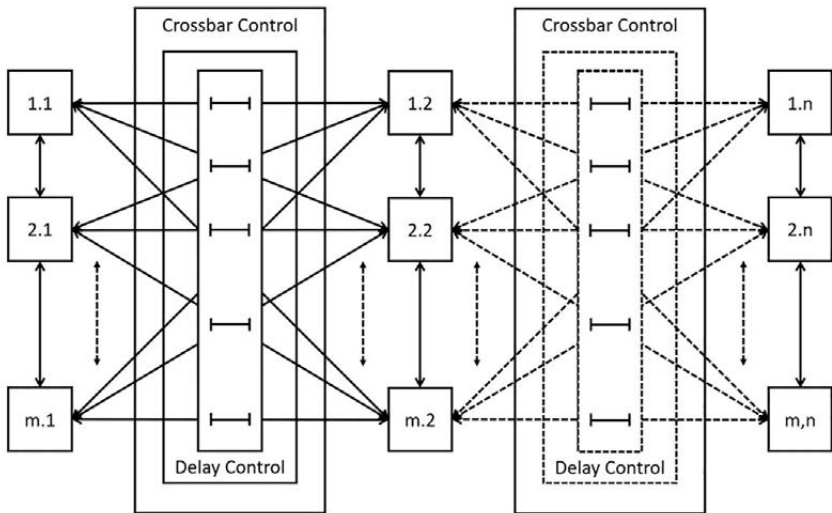 Crossbar Control
Crossbar Control
1.1
1.2
1.n
2.1
2.2
2.n
m.1
m.2
m,n
Delay Control
Delay Control